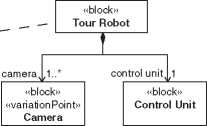 «block»
Tour Robot
camera 1..*
control unit 1
«block»
«variationPoint»
Camera
«block»
Control Unit